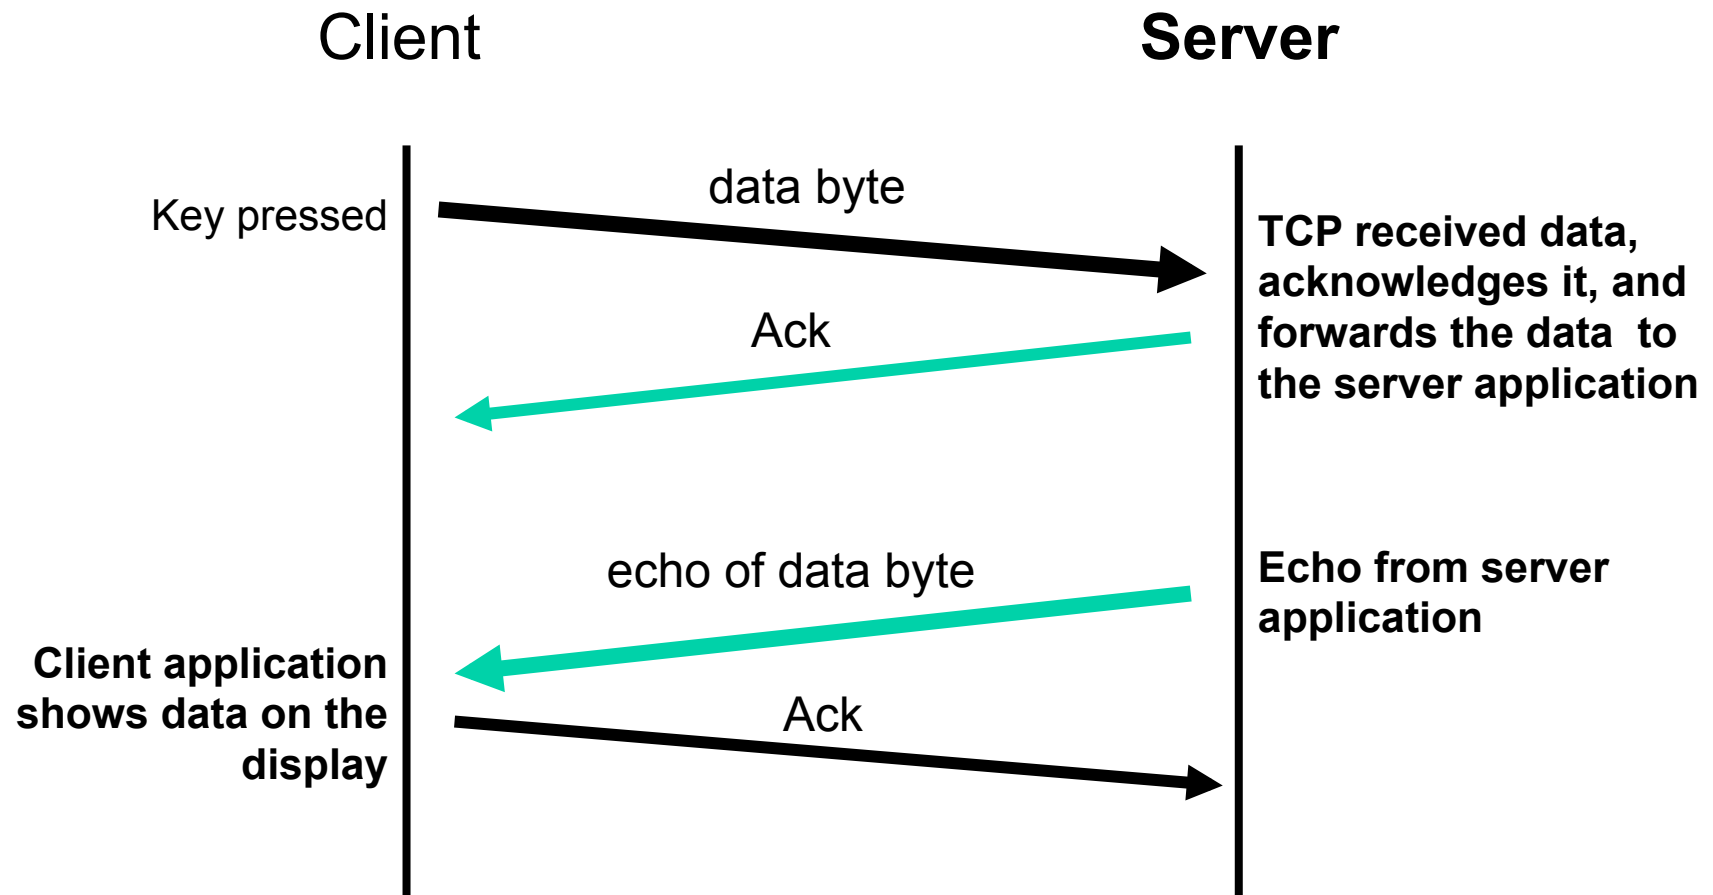 Client
Server
Key pressed
data byte
TCP received data,
acknowledges it, and
forwards the data  to
the server application
Ack
echo of data byte
Echo from server
application
Client application
shows data on the
display
Ack